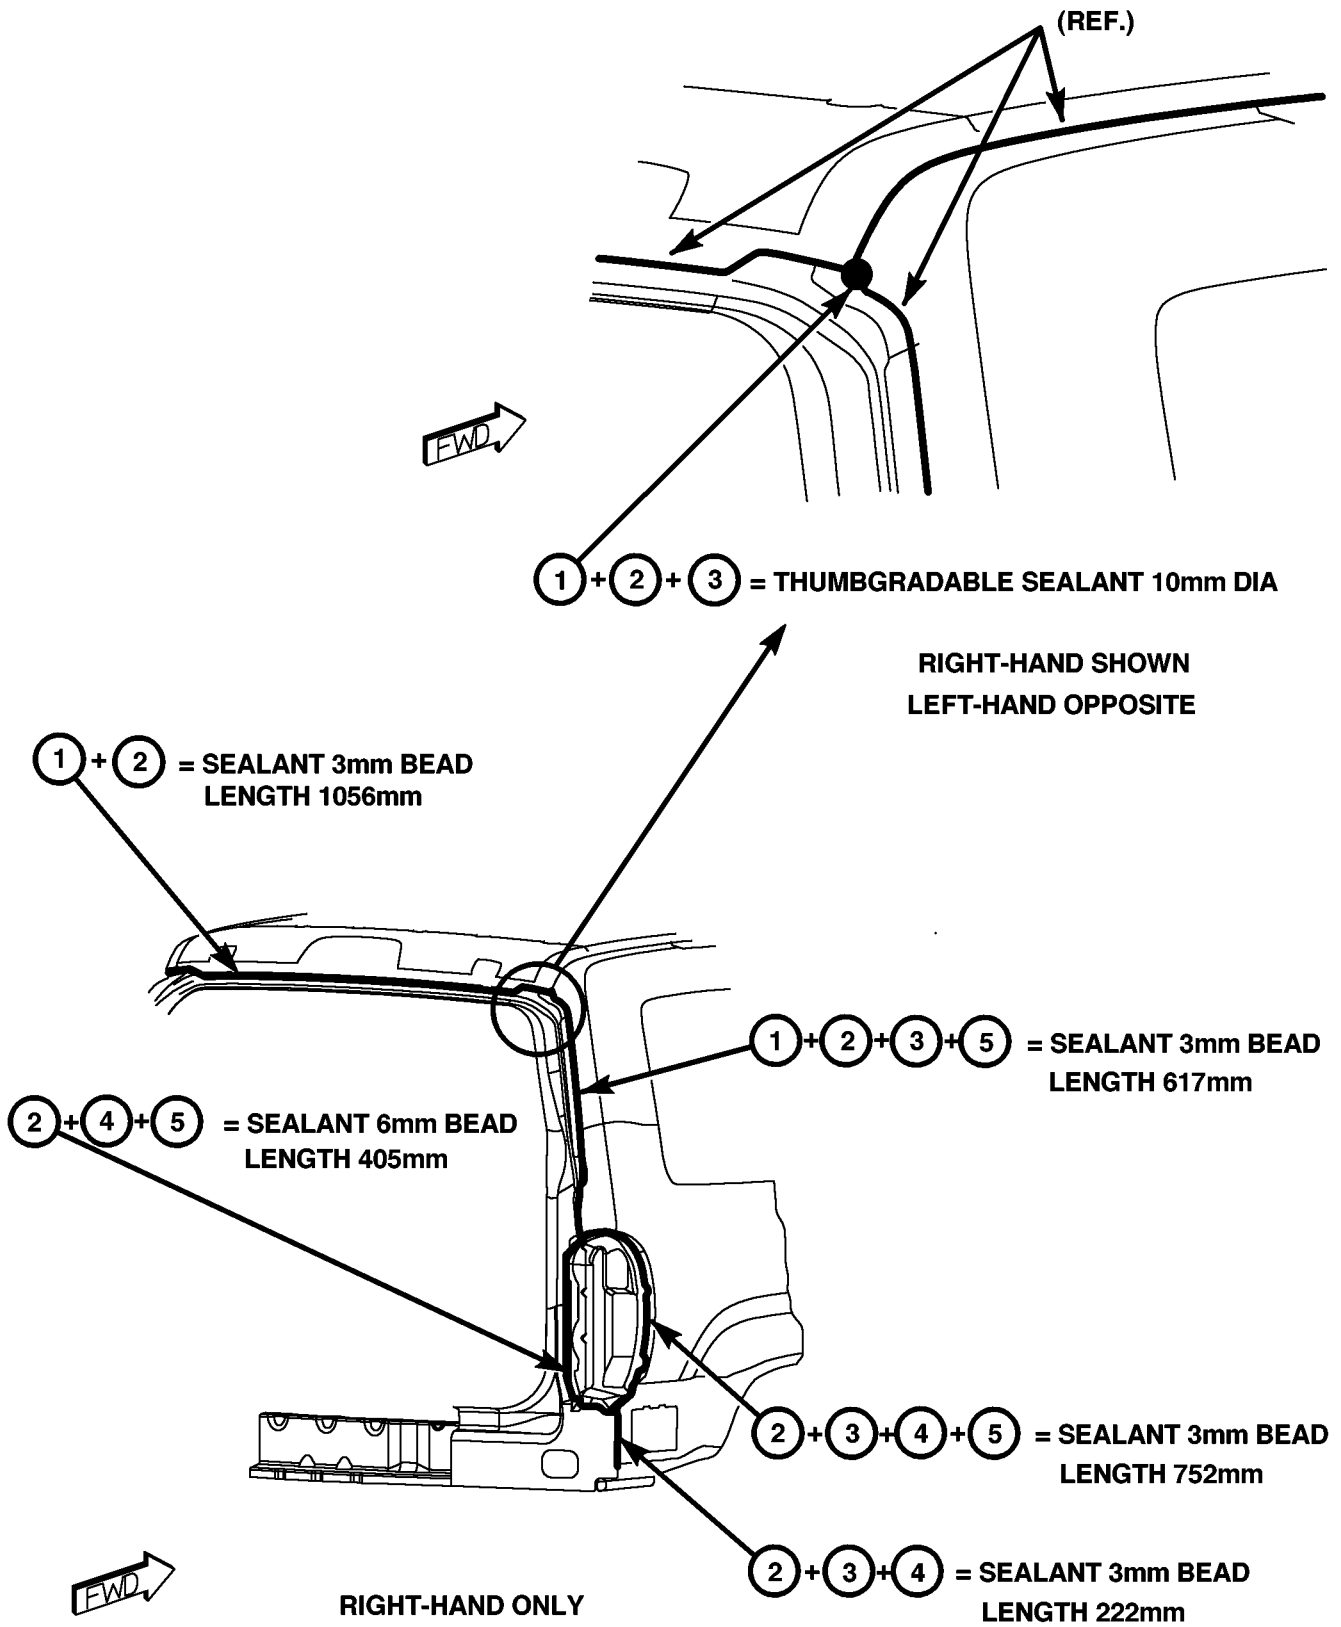 (REF.)
FWD
1 + 2 + 3 = THUMBGRADABLE SEALANT 10mm DIA
RIGHT-HAND SHOWN
LEFT-HAND OPPOSITE
1 + 2 = SEALANT 3mm BEAD
LENGTH 1056mm
1 + 2 + 3 + 5 = SEALANT 3mm BEAD
LENGTH 617mm
2 + 4 + 5 = SEALANT 6mm BEAD
LENGTH 405mm
2 + 3 + 4 + 5 = SEALANT 3mm BEAD
LENGTH 752mm
2 + 3 + 4 = SEALANT 3mm BEAD
LENGTH 222mm
FWD
RIGHT-HAND ONLY